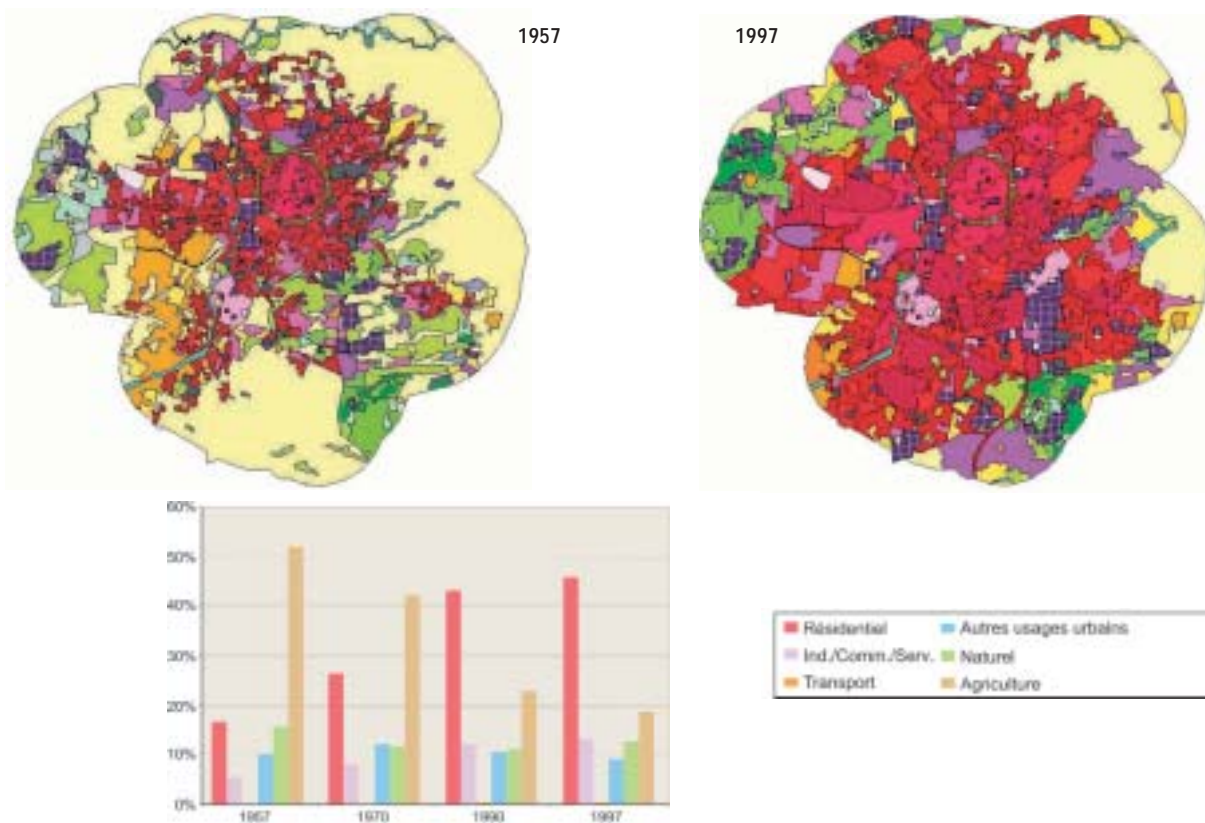 1957
1997
60%
50%
40%
30%
20%
10%
0%
1957
1970
1990
1997
Résidentiel
Autres usages urbains
Ind./Comm./Serv.
Naturel
Transport
Agriculture